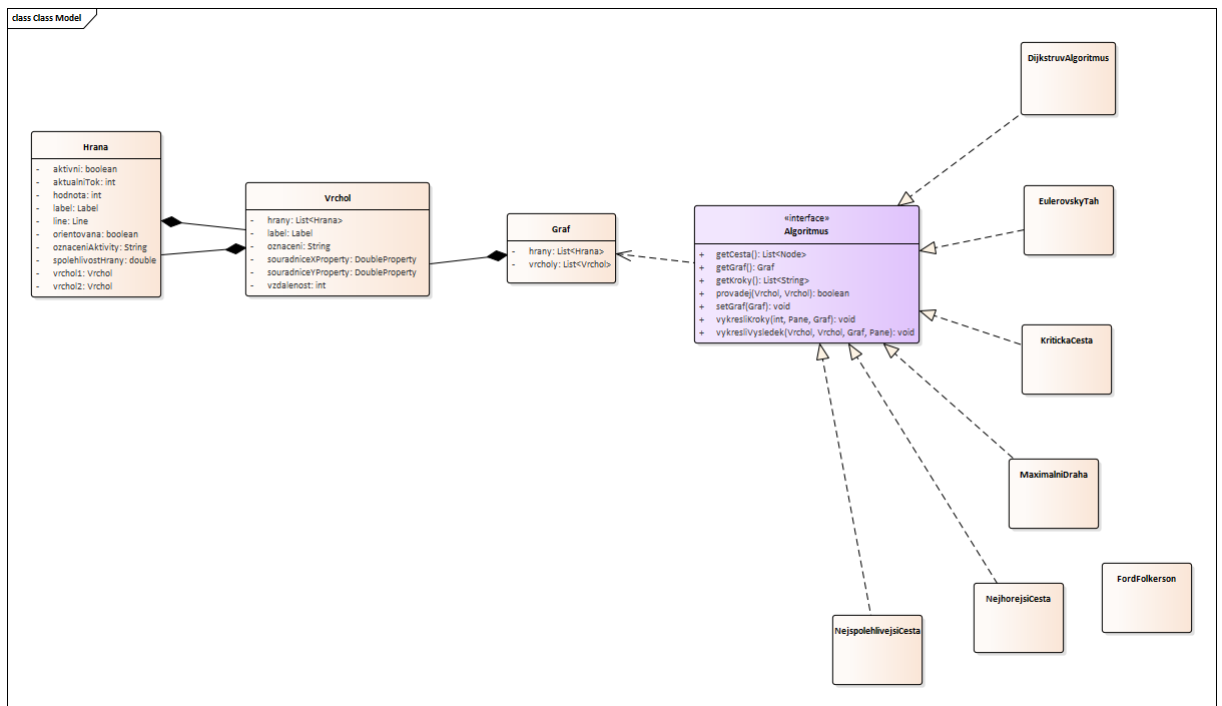 class Class Model
DijkstruvAlgoritmus
Hrana
- aktivni: boolean
- aktualniTok: int
- hodnota: int
- label: Label
- line: Line
- orientovana: boolean
- oznaceniAktivity: String
- spolehlivostHrany: double
- vrchol1: Vrchol
- vrchol2: Vrchol
Vrchol
- hrany: List<Hrana>
- label: Label
- oznaceni: String
- souradniceXProperty: DoubleProperty
- souradniceYProperty: DoubleProperty
- vzdalenost: int
Graf
- hrany: List<Hrana>
- vrcholy: List<Vrchol>
«interface»
Algoritmus
+ getCesta(): List<Node>
+ getGraf(): Graf
+ getKroky(): List<String>
+ provadej(Vrchol, Vrchol): boolean
+ setGraf(Graf): void
+ vykresliKroky(int, Pane, Graf): void
+ vykresliVysledek(Vrchol, Vrchol, Graf, Pane): void
EulerovskyTah
KritickaCesta
MaximalniDraha
FordFolkerson
NejhorejsiCesta
NejspolehlivejsiCesta